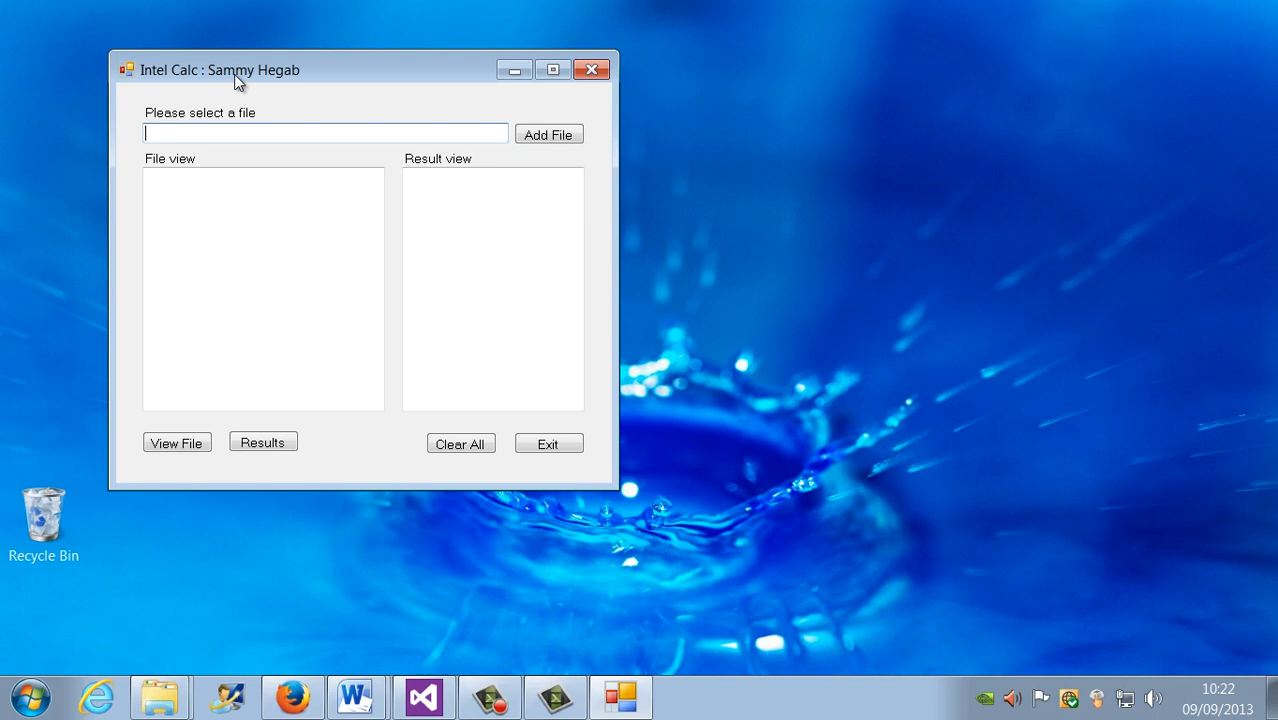 Intel Calc : Sammy Hegab
Please select a file
Add File
File view
Result view
View File
Results
Clear All
Exit
Recycle Bin
10:22
09/09/2013